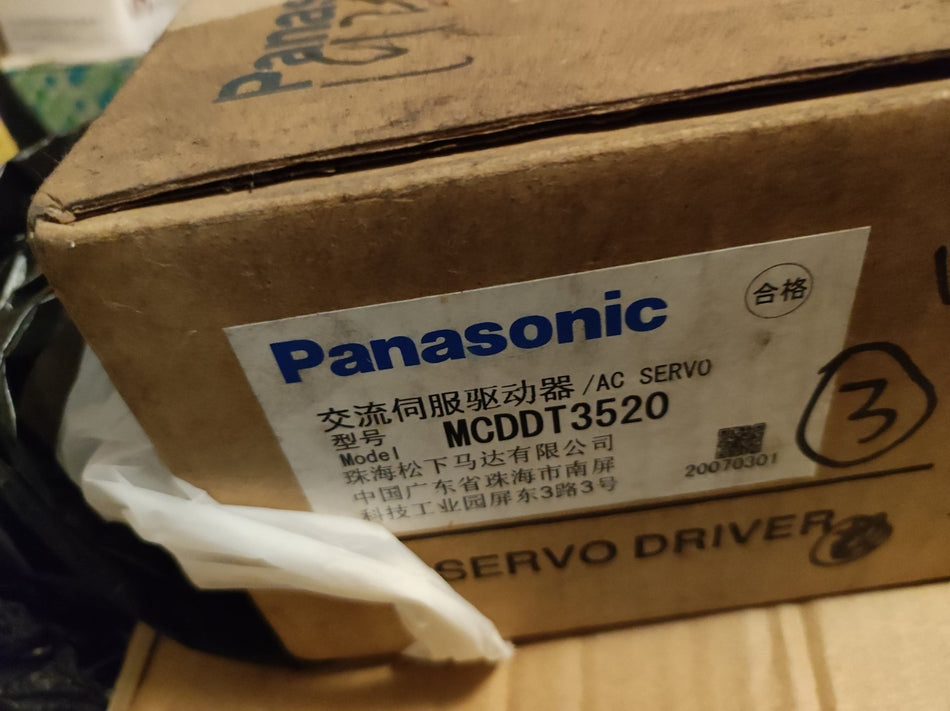 Panas
Panasonic
合格
交流伺服驱动器/AC SERVO
型号
Model
MCDDT3520
珠海松下马达有限公司
中国广东省珠海市南屏
科技工业园屏东3路3号
20070301
3
SERVO DRIVER